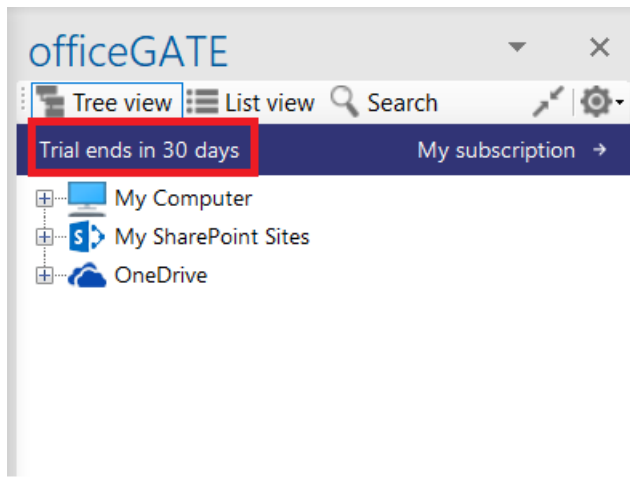 officeGATE
Tree view List view Search
Trial ends in 30 days My subscription →
My Computer
My SharePoint Sites
OneDrive